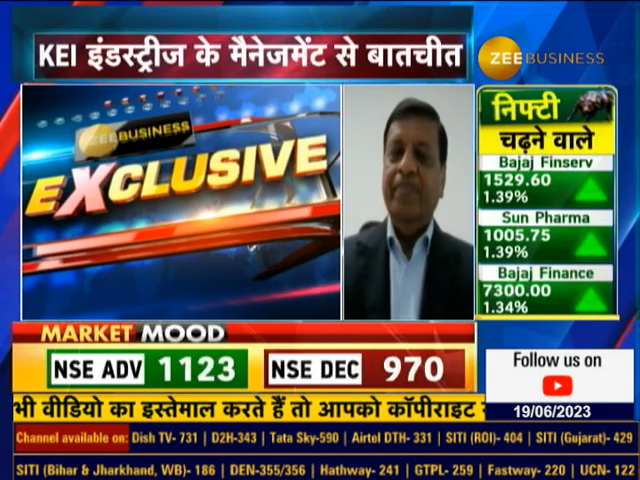 KEI इंडस्ट्रीज के मैनेजमेंट से बातचीत
ZEE BUSINESS
ZEE BUSINESS
EXCLUSIVE
निफ्टी
चढ़ने वाले
Bajaj Finserv
1529.60
1.39%
Sun Pharma
1005.75
1.39%
Bajaj Finance
7300.00
1.34%
MARKET MOOD
NSE ADV 1123 NSE DEC 970
Follow us on
19/06/2023
भी वीडियो का इस्तेमाल करते हैं तो आपको कॉपीराइट
Channel available on: Dish TV- 731 | D2H-343 | Tata Sky-590 | Airtel DTH- 331 | SITI (ROI)- 404 | SITI (Gujarat)- 429
SITI (Bihar & Jharkhand, WB)- 186 | DEN-355/356 | Hathway- 241 | GTPL- 259 | Fastway- 220 | UCN- 122